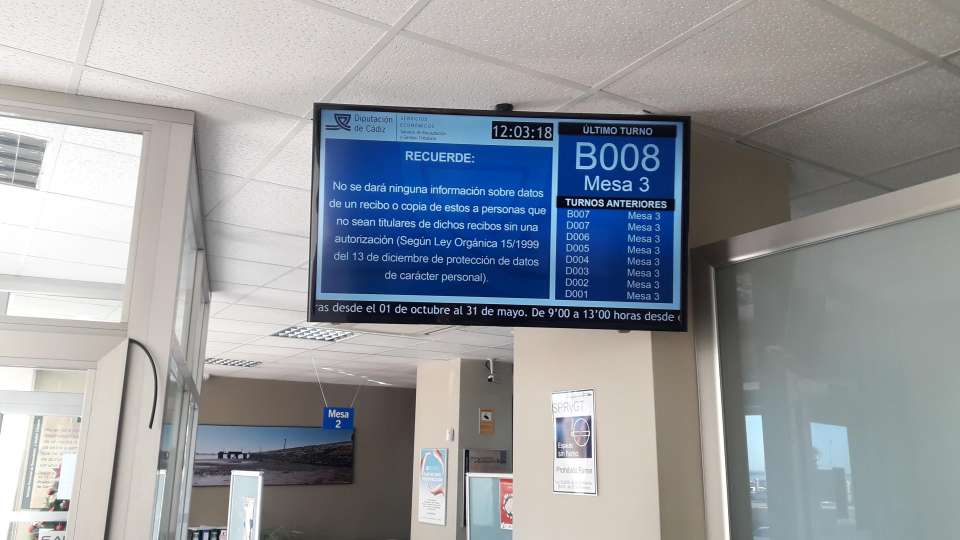 Diputación
de Cádiz
SERVICIOS
ECONÓMICOS
Servicio de Recaudación
y Gestión Tributaria
12:03:18
RECUERDE:
No se dará ninguna información sobre datos
de un recibo o copia de estos a personas que
no sean titulares de dichos recibos sin una
autorización (Según Ley Orgánica 15/1999
del 13 de diciembre de protección de datos
de carácter personal).
ÚLTIMO TURNO
B008
Mesa 3
TURNOS ANTERIORES
B007 Mesa 3
D007 Mesa 3
D006 Mesa 3
D005 Mesa 3
D004 Mesa 3
D003 Mesa 3
D002 Mesa 3
D001 Mesa 3
ras desde el 01 de octubre al 31 de mayo. De 9'00 a 13'00 horas desde e
Mesa
2
SPRyGT
Espacio
sin Humo
Prohibido Fumar